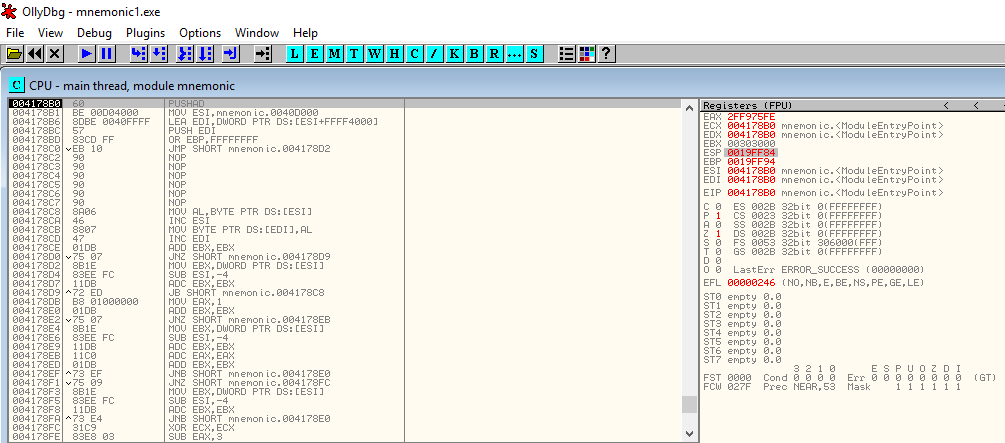 OllyDbg - mnemonic1.exe
File View Debug Plugins Options Window Help
L E M T W H C / K B R ... S ?
C CPU - main thread, module mnemonic
004178B0 60 PUSHAD
004178B1 BE 00D04000 MOV ESI,mnemonic.0040D000
004178B6 8DBE 0040FFFF LEA EDI,DWORD PTR DS:[ESI+FFFF4000]
004178BC 57 PUSH EDI
004178BD 83CD FF OR EBP,FFFFFFFF
004178C0 EB 10 JMP SHORT mnemonic.004178D2
004178C2 90 NOP
004178C3 90 NOP
004178C4 90 NOP
004178C5 90 NOP
004178C6 90 NOP
004178C7 90 NOP
004178C8 8A06 MOV AL,BYTE PTR DS:[ESI]
004178CA 46 INC ESI
004178CB 8807 MOV BYTE PTR DS:[EDI],AL
004178CD 47 INC EDI
004178CE 01DB ADD EBX,EBX
004178D0 75 07 JNZ SHORT mnemonic.004178D9
004178D2 8B1E MOV EBX,DWORD PTR DS:[ESI]
004178D4 83EE FC SUB ESI,-4
004178D7 11DB ADC EBX,EBX
004178D9 72 ED JB SHORT mnemonic.004178C8
004178DB B8 01000000 MOV EAX,1
004178E0 01DB ADD EBX,EBX
004178E2 75 07 JNZ SHORT mnemonic.004178EB
004178E4 8B1E MOV EBX,DWORD PTR DS:[ESI]
004178E6 83EE FC SUB ESI,-4
004178E9 11DB ADC EBX,EBX
004178EB 11C0 ADC EAX,EAX
004178ED 01DB ADD EBX,EBX
004178EF 73 EF JNB SHORT mnemonic.004178E0
004178F1 75 09 JNZ SHORT mnemonic.004178FC
004178F3 8B1E MOV EBX,DWORD PTR DS:[ESI]
004178F5 83EE FC SUB ESI,-4
004178F8 11DB ADC EBX,EBX
004178FA 73 E4 JNB SHORT mnemonic.004178E0
004178FC 31C9 XOR ECX,ECX
004178FE 83E8 03 SUB EAX,3
Registers (FPU) < <
EAX 2FF975FE
ECX 004178B0 mnemonic.<ModuleEntryPoint>
EDX 004178B0 mnemonic.<ModuleEntryPoint>
EBX 00303000
ESP 0019FF84
EBP 0019FF94
ESI 004178B0 mnemonic.<ModuleEntryPoint>
EDI 004178B0 mnemonic.<ModuleEntryPoint>
EIP 004178B0 mnemonic.<ModuleEntryPoint>
C 0 ES 002B 32bit 0(FFFFFFFF)
P 1 CS 0023 32bit 0(FFFFFFFF)
A 0 SS 002B 32bit 0(FFFFFFFF)
Z 1 DS 002B 32bit 0(FFFFFFFF)
S 0 FS 0053 32bit 306000(FFF)
T 0 GS 002B 32bit 0(FFFFFFFF)
D 0
O 0 LastErr ERROR_SUCCESS (00000000)
EFL 00000246 (NO,NB,E,BE,NS,PE,GE,LE)
ST0 empty 0.0
ST1 empty 0.0
ST2 empty 0.0
ST3 empty 0.0
ST4 empty 0.0
ST5 empty 0.0
ST6 empty 0.0
ST7 empty 0.0
3 2 1 0 E S P U O Z D I
FST 0000 Cond 0 0 0 0 Err 0 0 0 0 0 0 0 0 (GT)
FCW 027F Prec NEAR,53 Mask 1 1 1 1 1 1